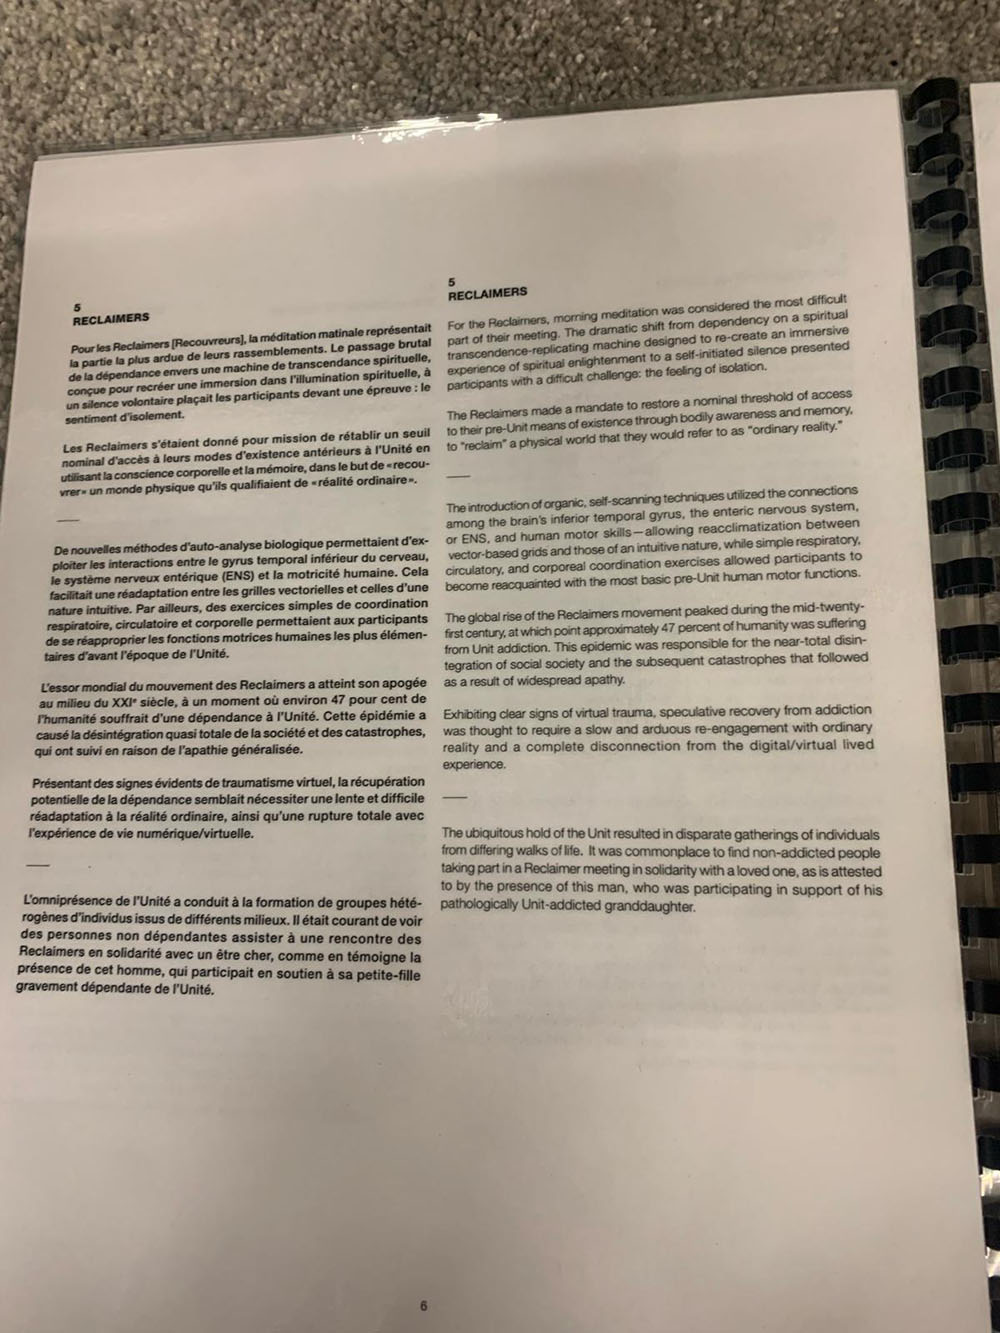 5
RECLAIMERS
Pour les Reclaimers [Recouvreurs], la méditation matinale représentait
la partie la plus ardue de leurs rassemblements. Le passage brutal
de la dépendance envers une machine de transcendance spirituelle,
conçue pour recréer une immersion dans l'illumination spirituelle, à
un silence volontaire plaçait les participants devant une épreuve : le
sentiment d'isolement.
Les Reclaimers s'étaient donné pour mission de rétablir un seuil
nominal d'accès à leurs modes d'existence antérieurs à l'Unité en
utilisant la conscience corporelle et la mémoire, dans le but de «recou-
vrer» un monde physique qu'ils qualifiaient de «réalité ordinaire».
De nouvelles méthodes d'auto-analyse biologique permettaient d'ex-
ploiter les interactions entre le gyrus temporal inférieur du cerveau,
le système nerveux entérique (ENS) et la motricité humaine. Cela
facilitait une réadaptation entre les grilles vectorielles et celles d'une
nature intuitive. Par ailleurs, des exercices simples de coordination
respiratoire, circulatoire et corporelle permettaient aux participants
de se réapproprier les fonctions motrices humaines les plus élémen-
taires d'avant l'époque de l'Unité.
L'essor mondial du mouvement des Reclaimers a atteint son apogée
au milieu du XXIe siècle, à un moment où environ 47 pour cent de
l'humanité souffrait d'une dépendance à l'Unité. Cette épidémie a
causé la désintégration quasi totale de la société et des catastrophes,
qui ont suivi en raison de l'apathie généralisée.
Présentant des signes évidents de traumatisme virtuel, la récupération
potentielle de la dépendance semblait nécessiter une lente et difficile
réadaptation à la réalité ordinaire, ainsi qu'une rupture totale avec
l'expérience de vie numérique/virtuelle.
L'omniprésence de l'Unité a conduit à la formation de groupes hété-
rogènes d'individus issus de différents milieux. Il était courant de voir
des personnes non dépendantes assister à une rencontre des
Reclaimers en solidarité avec un être cher, comme en témoigne la
présence de cet homme, qui participait en soutien à sa petite-fille
gravement dépendante de l'Unité.
5
RECLAIMERS
For the Reclaimers, morning meditation was considered the most difficult
part of their meeting. The dramatic shift from dependency on a spiritual
transcendence-replicating machine designed to re-create an immersive
experience of spiritual enlightenment to a self-initiated silence presented
participants with a difficult challenge: the feeling of isolation.
The Reclaimers made a mandate to restore a nominal threshold of access
to their pre-Unit means of existence through bodily awareness and memory,
to "reclaim" a physical world that they would refer to as "ordinary reality."
The introduction of organic, self-scanning techniques utilized the connections
among the brain's inferior temporal gyrus, the enteric nervous system,
or ENS, and human motor skills—allowing reacclimatization between
vector-based grids and those of an intuitive nature, while simple respiratory,
circulatory, and corporeal coordination exercises allowed participants to
become reacquainted with the most basic pre-Unit human motor functions.
The global rise of the Reclaimers movement peaked during the mid-twenty-
first century, at which point approximately 47 percent of humanity was suffering
from Unit addiction. This epidemic was responsible for the near-total disin-
tegration of social society and the subsequent catastrophes that followed
as a result of widespread apathy.
Exhibiting clear signs of virtual trauma, speculative recovery from addiction
was thought to require a slow and arduous re-engagement with ordinary
reality and a complete disconnection from the digital/virtual lived
experience.
The ubiquitous hold of the Unit resulted in disparate gatherings of individuals
from differing walks of life. It was commonplace to find non-addicted people
taking part in a Reclaimer meeting in solidarity with a loved one, as is attested
to by the presence of this man, who was participating in support of his
pathologically Unit-addicted granddaughter.
6